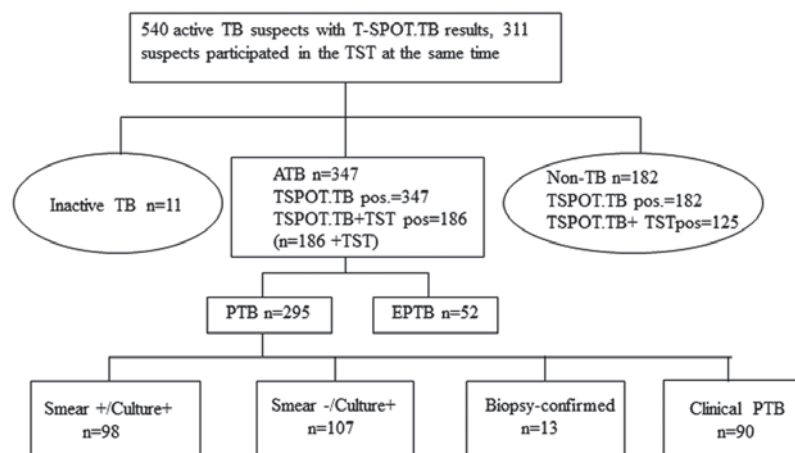 540 active TB suspects with T-SPOT.TB results, 311
suspects participated in the TST at the same time
Inactive TB n=11
ATB n=347
TSPOT.TB pos.=347
TSPOT.TB+TST pos=186
(n=186 +TST)
Non-TB n=182
TSPOT.TB pos.=182
TSPOT.TB+ TSTpos=125
PTB n=295
EPTB n=52
Smear +/Culture+
n=98
Smear -/Culture+
n=107
Biopsy-confirmed
n=13
Clinical PTB
n=90